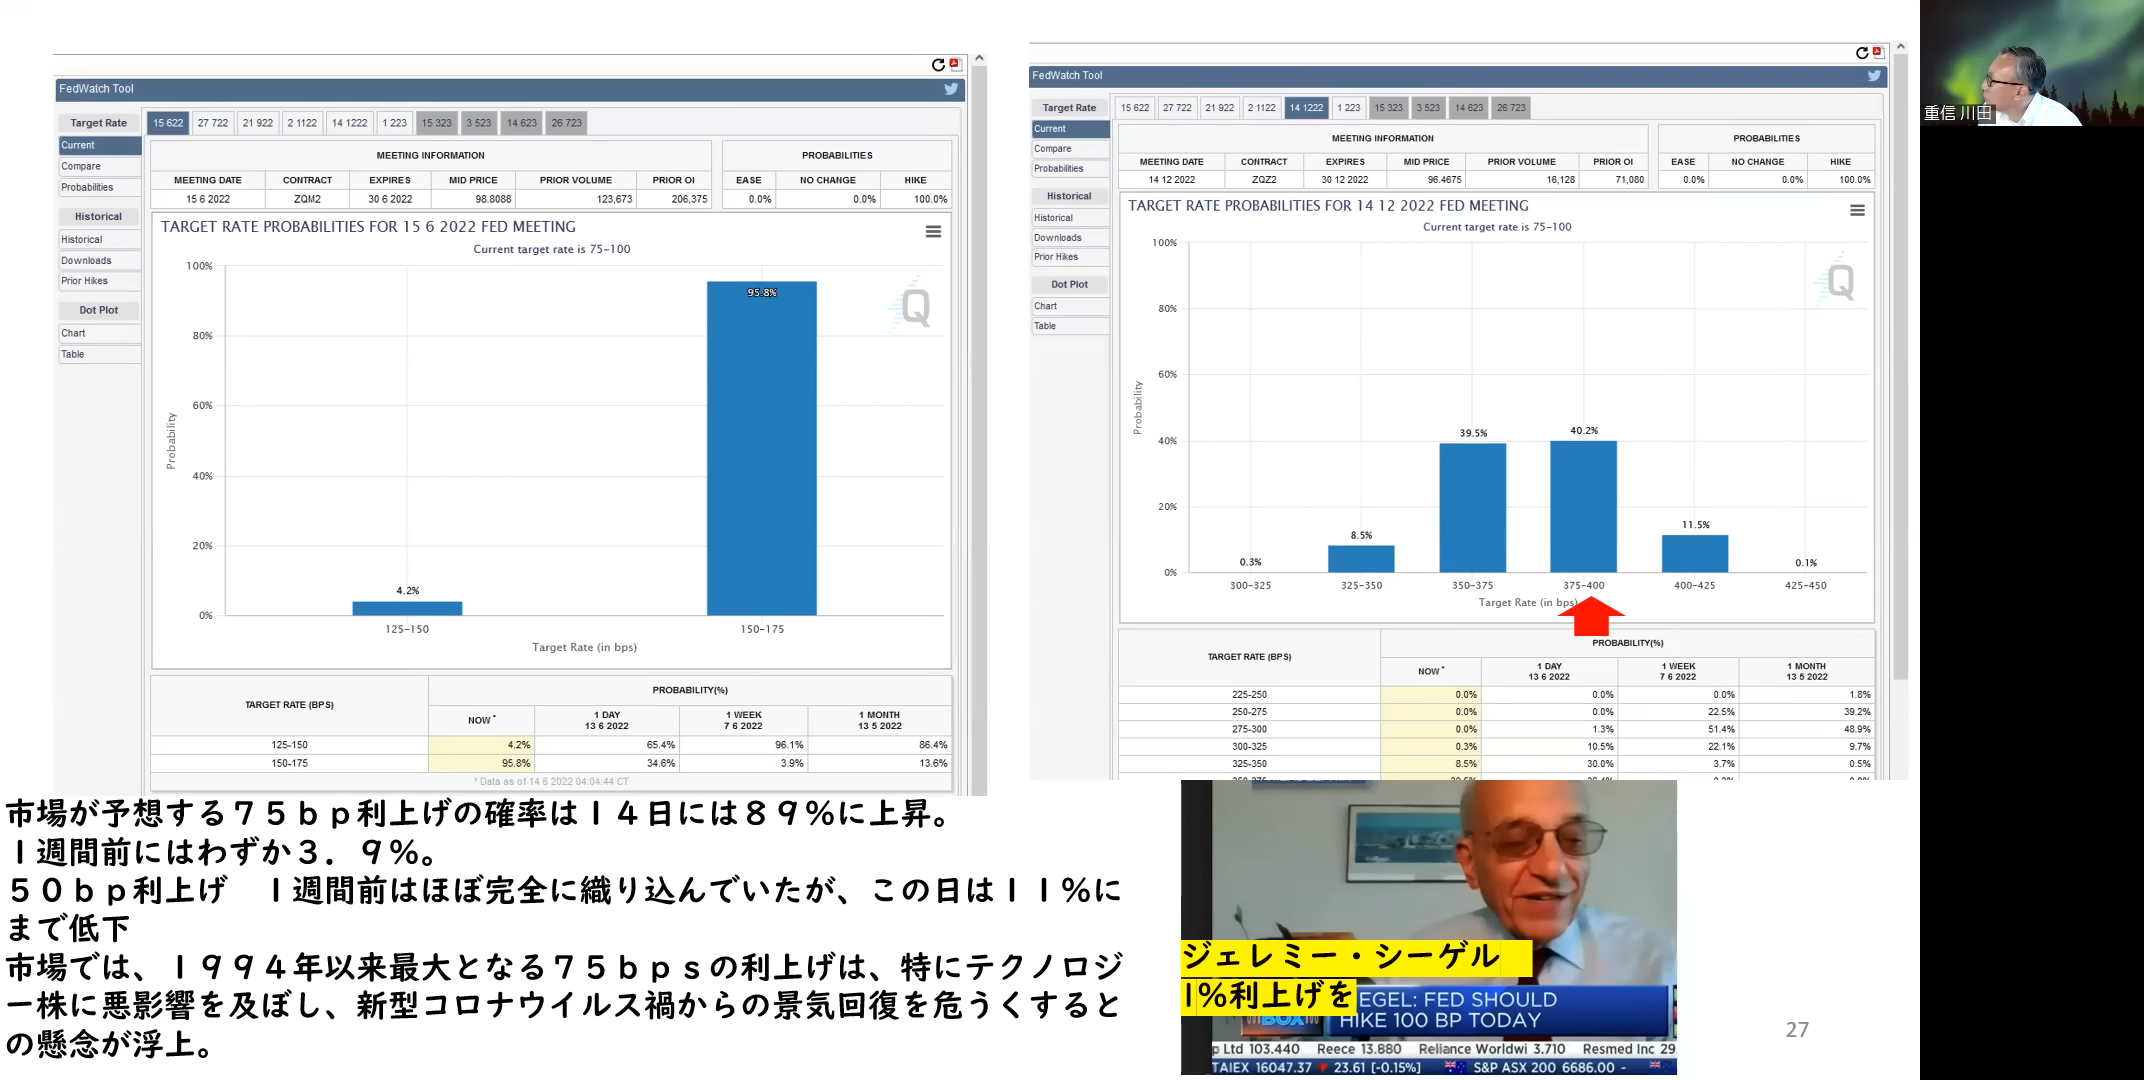 FedWatch Tool
Target Rate
Current
Compare
Probabilities
Historical
Historical
Downloads
Prior Hikes
Dot Plot
Chart
Table
15 622 27 722 21 922 2 1122 14 1222 1 223 15 323 3 523 14 623 26 723
MEETING INFORMATION
MEETING DATE CONTRACT EXPIRES MID PRICE PRIOR VOLUME PRIOR OI
15 6 2022 ZQM2 30 6 2022 98.8088 123,673 206,375
PROBABILITIES
EASE NO CHANGE HIKE
0.0% 0.0% 100.0%
TARGET RATE PROBABILITIES FOR 15 6 2022 FED MEETING
Current target rate is 75-100
Q
Probability
100%
80%
60%
40%
20%
0%
4.2%
95.8%
125-150 150-175
Target Rate (in bps)
TARGET RATE (BPS) PROBABILITY(%)
NOW * 1 DAY 1 WEEK 1 MONTH
13 6 2022 7 6 2022 13 5 2022
125-150 4.2% 65.4% 96.1% 86.4%
150-175 95.8% 34.6% 3.9% 13.6%
* Data as of 14 6 2022 04:04:44 CT
FedWatch Tool
Target Rate
Current
Compare
Probabilities
Historical
Historical
Downloads
Prior Hikes
Dot Plot
Chart
Table
15 622 27 722 21 922 2 1122 14 1222 1 223 15 323 3 523 14 623 26 723
MEETING INFORMATION
MEETING DATE CONTRACT EXPIRES MID PRICE PRIOR VOLUME PRIOR OI
14 12 2022 ZQZ2 30 12 2022 96.4675 16,128 71,080
PROBABILITIES
EASE NO CHANGE HIKE
0.0% 0.0% 100.0%
TARGET RATE PROBABILITIES FOR 14 12 2022 FED MEETING
Current target rate is 75-100
Q
Probability
100%
80%
60%
40%
20%
0%
0.3% 8.5% 39.5% 40.2% 11.5% 0.1%
300-325 325-350 350-375 375-400 400-425 425-450
Target Rate (in bps)
TARGET RATE (BPS) PROBABILITY(%)
NOW * 1 DAY 1 WEEK 1 MONTH
13 6 2022 7 6 2022 13 5 2022
225-250 0.0% 0.0% 0.0% 1.8%
250-275 0.0% 0.0% 22.5% 39.2%
275-300 0.0% 1.3% 51.4% 48.9%
300-325 0.3% 10.5% 22.1% 9.7%
325-350 8.5% 30.0% 3.7% 0.5%
市場が予想する７５ｂｐ利上げの確率は１４日には８９％に上昇。
１週間前にはわずか３．９％。
５０ｂｐ利上げ　１週間前はほぼ完全に織り込んでいたが、この日は１１％に
まで低下
市場では、１９９４年以来最大となる７５ｂｐｓの利上げは、特にテクノロジ
ー株に悪影響を及ぼし、新型コロナウイルス禍からの景気回復を危うくすると
の懸念が浮上。
ジェレミー・シーゲル
1%利上げを
EGEL: FED SHOULD
HIKE 100 BP TODAY
BOX
p Ltd 103.440 Reece 13.880 Reliance Worldwi 3.710 Resmed Inc 29
TAIEX 16047.37 23.61 [-0.15%] S&P ASX 200 6686.00 -
27
重信 川田